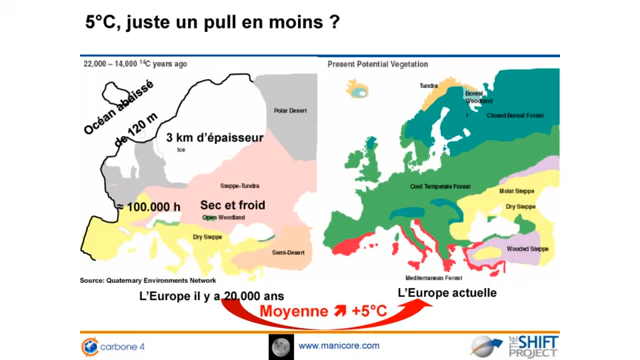 5°C, juste un pull en moins ?
22,000 – 14,000 ¹⁴C years ago
Present Potential Vegetation
Océan abaissé
de 120 m
Polar Desert
3 km d'épaisseur
Ice
Steppe-Tundra
≈ 100.000 h
Sec et froid
Open Woodland
Dry Steppe
Semi-Desert
Tundra
Boreal
Woodland
Closed Boreal Forest
Cool Temperate Forest
Moist Steppe
Dry Steppe
Wooded Steppe
Mediterranean Forest
Source: Quaternary Environments Network
L'Europe il y a 20.000 ans
L'Europe actuelle
Moyenne ↗ +5°C
carbone 4
www.manicore.com
THE SHIFT
PROJECT